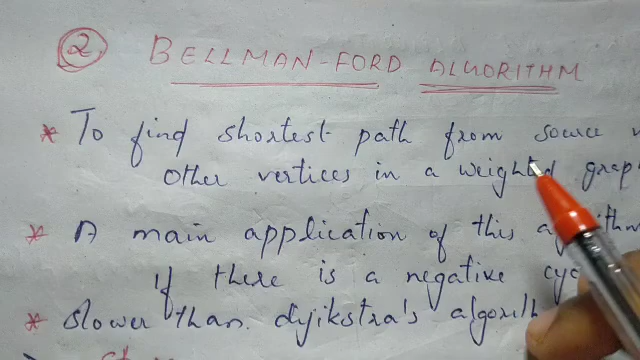 ② BELLMAN-FORD ALGORITHM
* To find shortest path from source
other vertices in a weighted
* A main application of this
If there is a negative
* Slower than dyikstra's